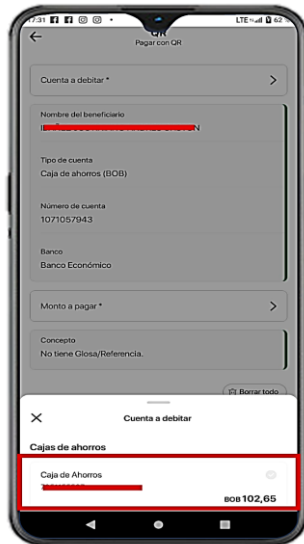 7:31
LTE
62
QR
Pagar con QR
Cuenta a debitar *
Nombre del beneficiario
Tipo de cuenta
Caja de ahorros (BOB)
Número de cuenta
1071057943
Banco
Banco Económico
Monto a pagar *
Concepto
No tiene Glosa/Referencia.
Borrar todo
Cuenta a debitar
Cajas de ahorros
Caja de Ahorros
BOB 102,65